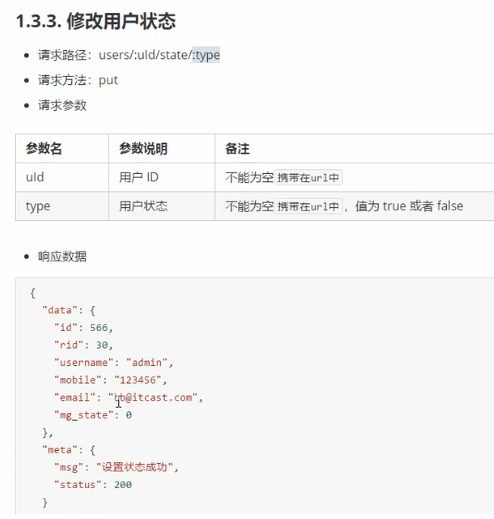 1.3.3. 修改用户状态
请求路径：users/:uId/state/:type
请求方法：put
请求参数
参数名 参数说明 备注
uId 用户 ID 不能为空 携带在url中
type 用户状态 不能为空 携带在url中 ，值为 true 或者 false
响应数据
{
"data": {
"id": 566,
"rid": 30,
"username": "admin",
"mobile": "123456",
"email": "bb@itcast.com",
"mg_state": 0
},
"meta": {
"msg": "设置状态成功",
"status": 200
}